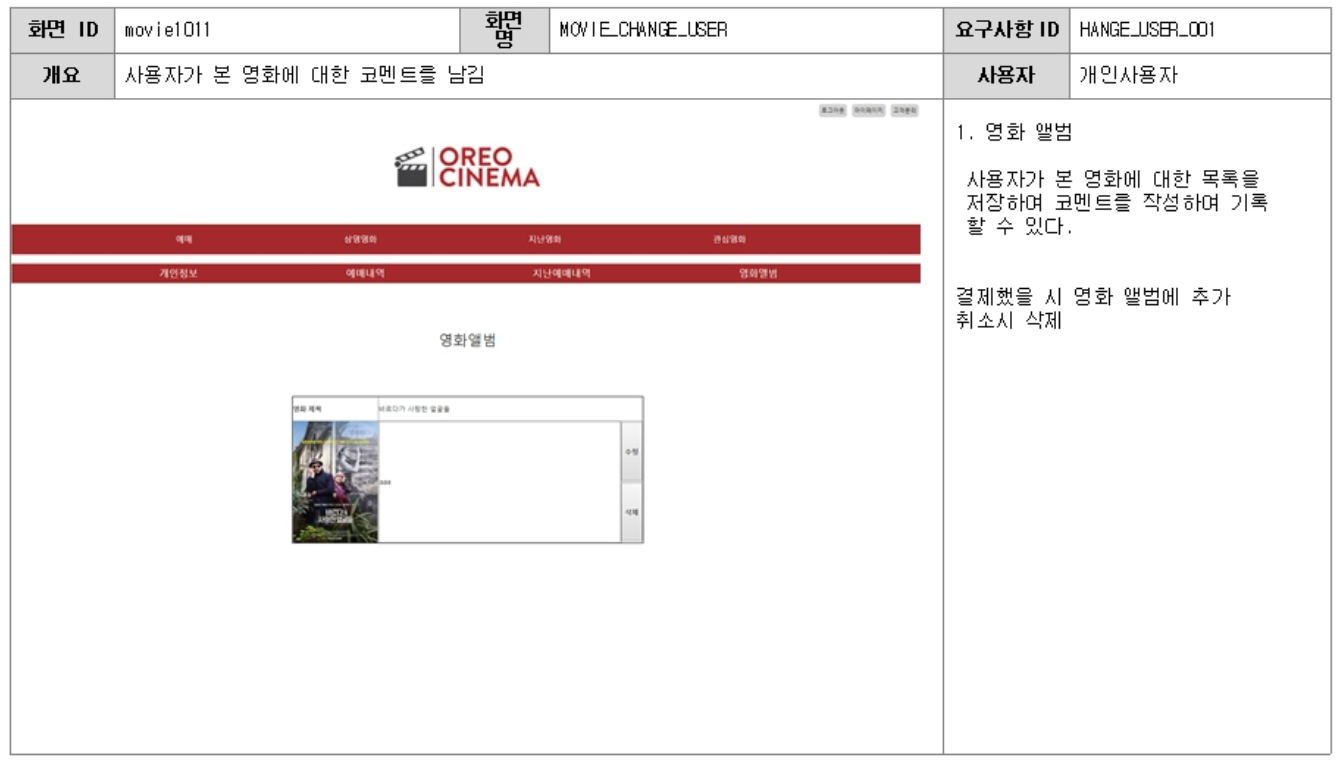 화면 ID
movie1011
화면명
MOVIE_CHANGE_USER
요구사항 ID
HANGE_USER_001
개요
사용자가 본 영화에 대한 코멘트를 남김
사용자
개인사용자
로그아웃 마이페이지 고객문의
OREO
CINEMA
예매 상영영화 지난영화 관심영화
개인정보 예매내역 지난예매내역 영화앨범
영화앨범
영화 제목
바르다가 사랑한 얼굴들
aaa
수정
삭제
1. 영화 앨범
사용자가 본 영화에 대한 목록을
저장하여 코멘트를 작성하여 기록
할 수 있다.
결제했을 시 영화 앨범에 추가
취소시 삭제